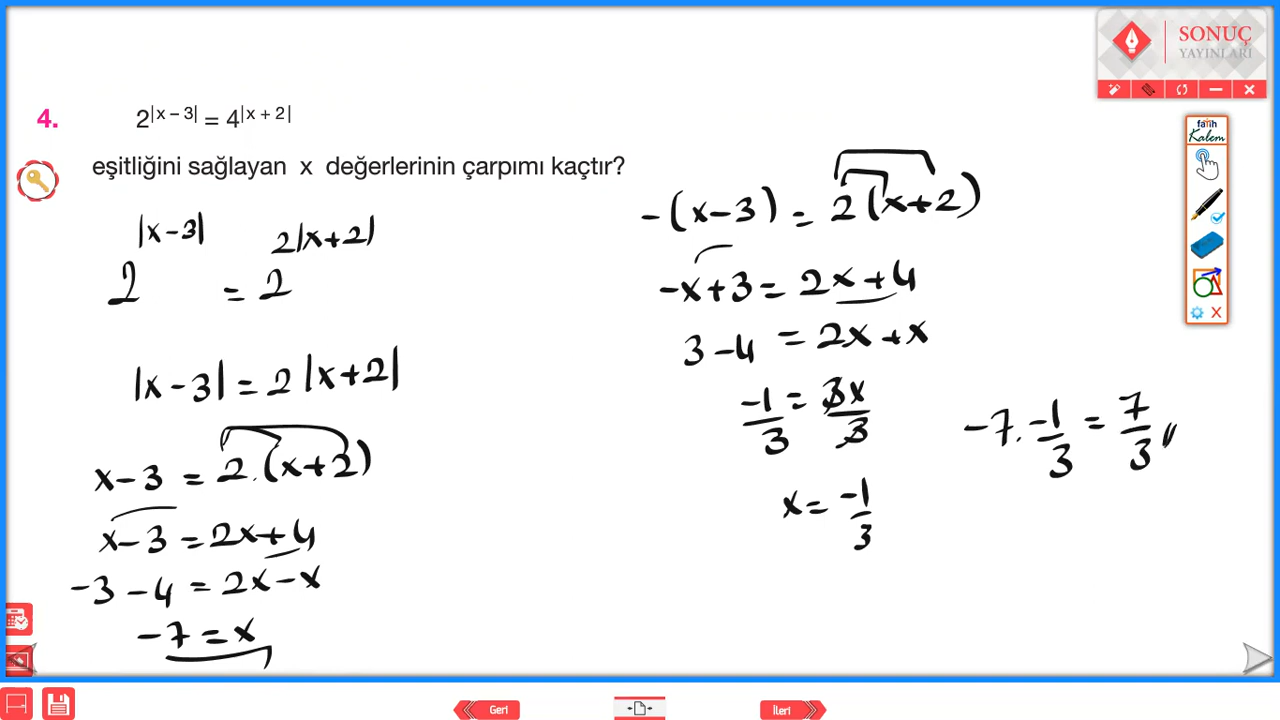 SONUÇ
YAYINLARI
4. 2^|x – 3| = 4^|x + 2|
eşitliğini sağlayan x değerlerinin çarpımı kaçtır?
2^|x-3| = 2^2|x+2|
|x-3| = 2|x+2|
x-3 = 2.(x+2)
x-3 = 2x+4
-3-4 = 2x-x
-7 = x
-(x-3) = 2(x+2)
-x+3 = 2x+4
3-4 = 2x+x
-1/3 = 3x/3
x = -1/3
-7 . -1/3 = 7/3
fatih
Kalem
Geri
İleri